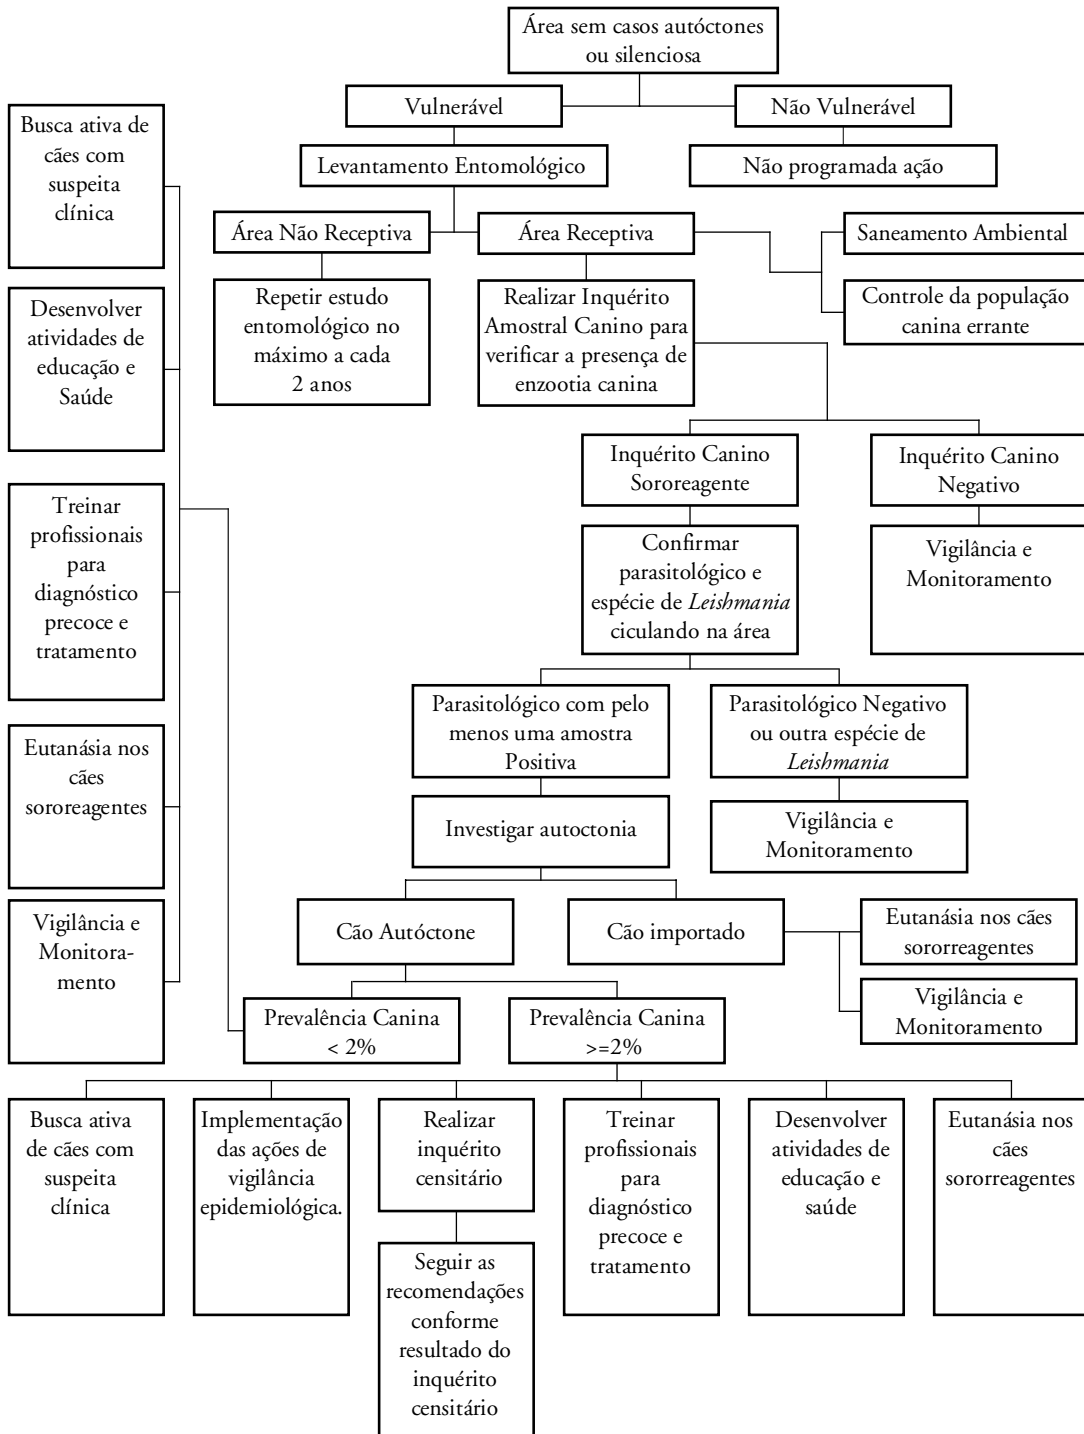 Área sem casos autóctones
ou silenciosa
Vulnerável
Não Vulnerável
Levantamento Entomológico
Não programada ação
Área Não Receptiva
Área Receptiva
Saneamento Ambiental
Controle da população
canina errante
Repetir estudo
entomológico no
máximo a cada
2 anos
Realizar Inquérito
Amostral Canino para
verificar a presença de
enzootia canina
Inquérito Canino
Sororeagente
Inquérito Canino
Negativo
Confirmar
parasitológico e
espécie de Leishmania
ciculando na área
Vigilância e
Monitoramento
Parasitológico com pelo
menos uma amostra
Positiva
Parasitológico Negativo
ou outra espécie de
Leishmania
Investigar autoctonia
Vigilância e
Monitoramento
Cão Autóctone
Cão importado
Eutanásia nos cães
sororreagentes
Vigilância e
Monitoramento
Prevalência Canina
< 2%
Prevalência Canina
>=2%
Busca ativa de
cães com
suspeita
clínica
Desenvolver
atividades de
educação e
Saúde
Treinar
profissionais
para
diagnóstico
precoce e
tratamento
Eutanásia nos
cães
sororeagentes
Vigilância e
Monitora-
mento
Busca ativa
de cães com
suspeita
clínica
Implementação
das ações de
vigilância
epidemiológica.
Realizar
inquérito
censitário
Seguir as
recomendações
conforme
resultado do
inquérito
censitário
Treinar
profissionais
para
diagnóstico
precoce e
tratamento
Desenvolver
atividades de
educação e
saúde
Eutanásia nos
cães
sororreagentes